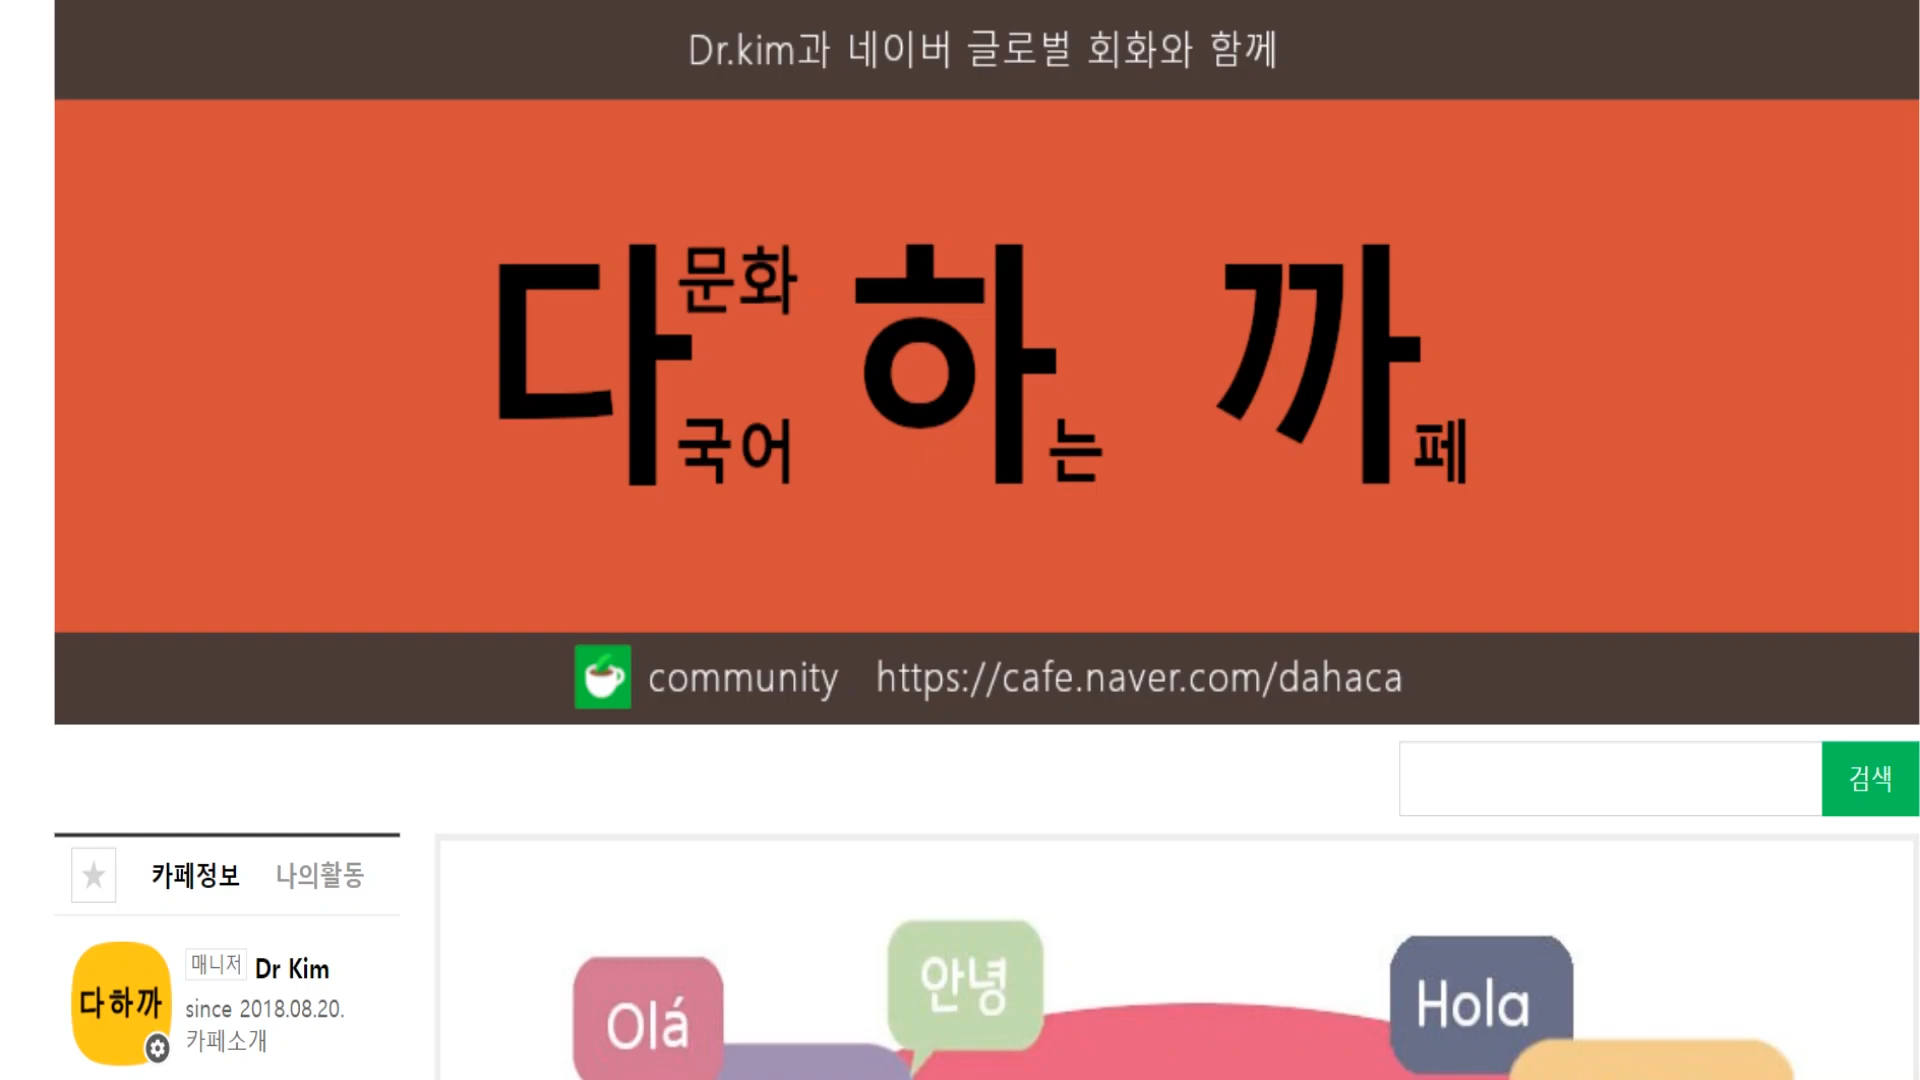 Dr.kim과 네이버 글로벌 회화와 함께
다문화 하 까
국어 는 페
community https://cafe.naver.com/dahaca
검색
카페정보 나의활동
다하까
매니저 Dr Kim
since 2018.08.20.
카페소개
Olá
안녕
Hola